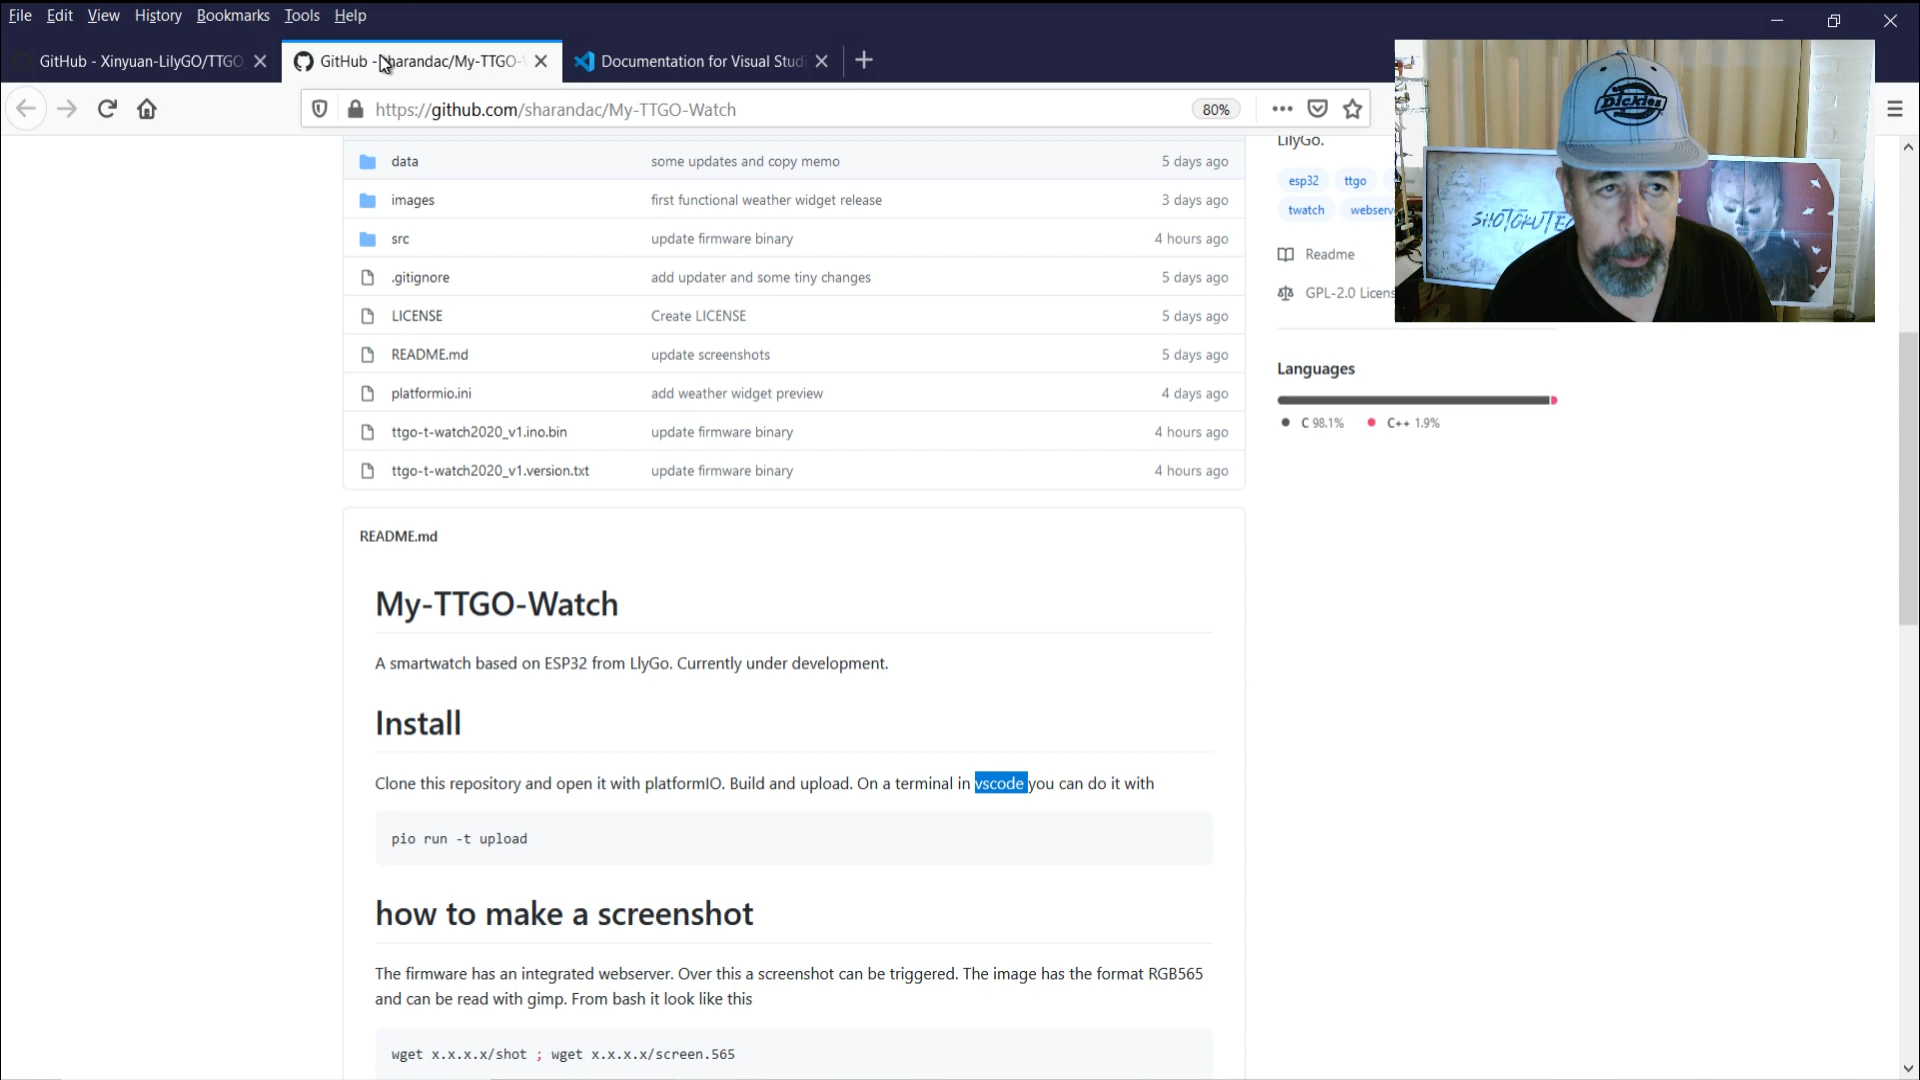 File Edit View History Bookmarks Tools Help
GitHub - Xinyuan-LilyGO/TTGO
GitHub - sharandac/My-TTGO-
Documentation for Visual Studi
https://github.com/sharandac/My-TTGO-Watch
80%
LilyGo.
data some updates and copy memo 5 days ago
esp32 ttgo
images first functional weather widget release 3 days ago
twatch webserv
src update firmware binary 4 hours ago
Readme
.gitignore add updater and some tiny changes 5 days ago
GPL-2.0 Licens
LICENSE Create LICENSE 5 days ago
README.md update screenshots 5 days ago
Languages
platformio.ini add weather widget preview 4 days ago
C 98.1% C++ 1.9%
ttgo-t-watch2020_v1.ino.bin update firmware binary 4 hours ago
ttgo-t-watch2020_v1.version.txt update firmware binary 4 hours ago
README.md
My-TTGO-Watch
A smartwatch based on ESP32 from LlyGo. Currently under development.
Install
Clone this repository and open it with platformIO. Build and upload. On a terminal in vscode you can do it with
pio run -t upload
how to make a screenshot
The firmware has an integrated webserver. Over this a screenshot can be triggered. The image has the format RGB565
and can be read with gimp. From bash it look like this
wget x.x.x.x/shot ; wget x.x.x.x/screen.565
Dickies